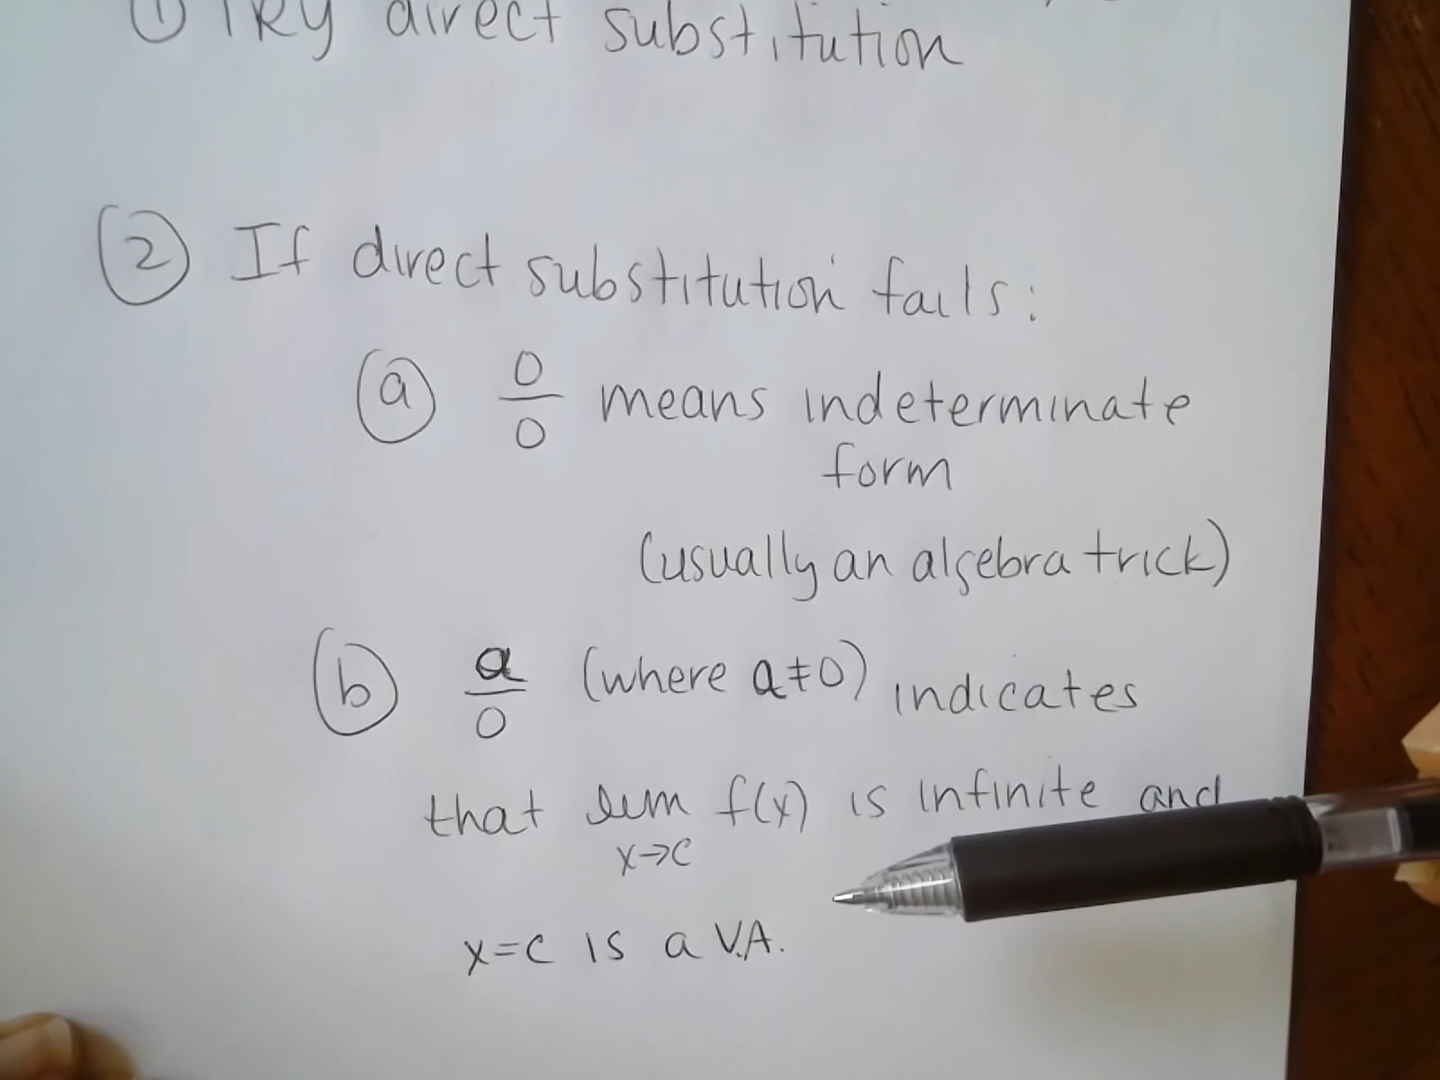 ① TRY direct substitution
② If direct substitution fails:
ⓐ 0/0 means indeterminate
form
(usually an algebra trick)
ⓑ a/0 (where a≠0) indicates
that lim f(x) is infinite and
x→c
x=c is a V.A.